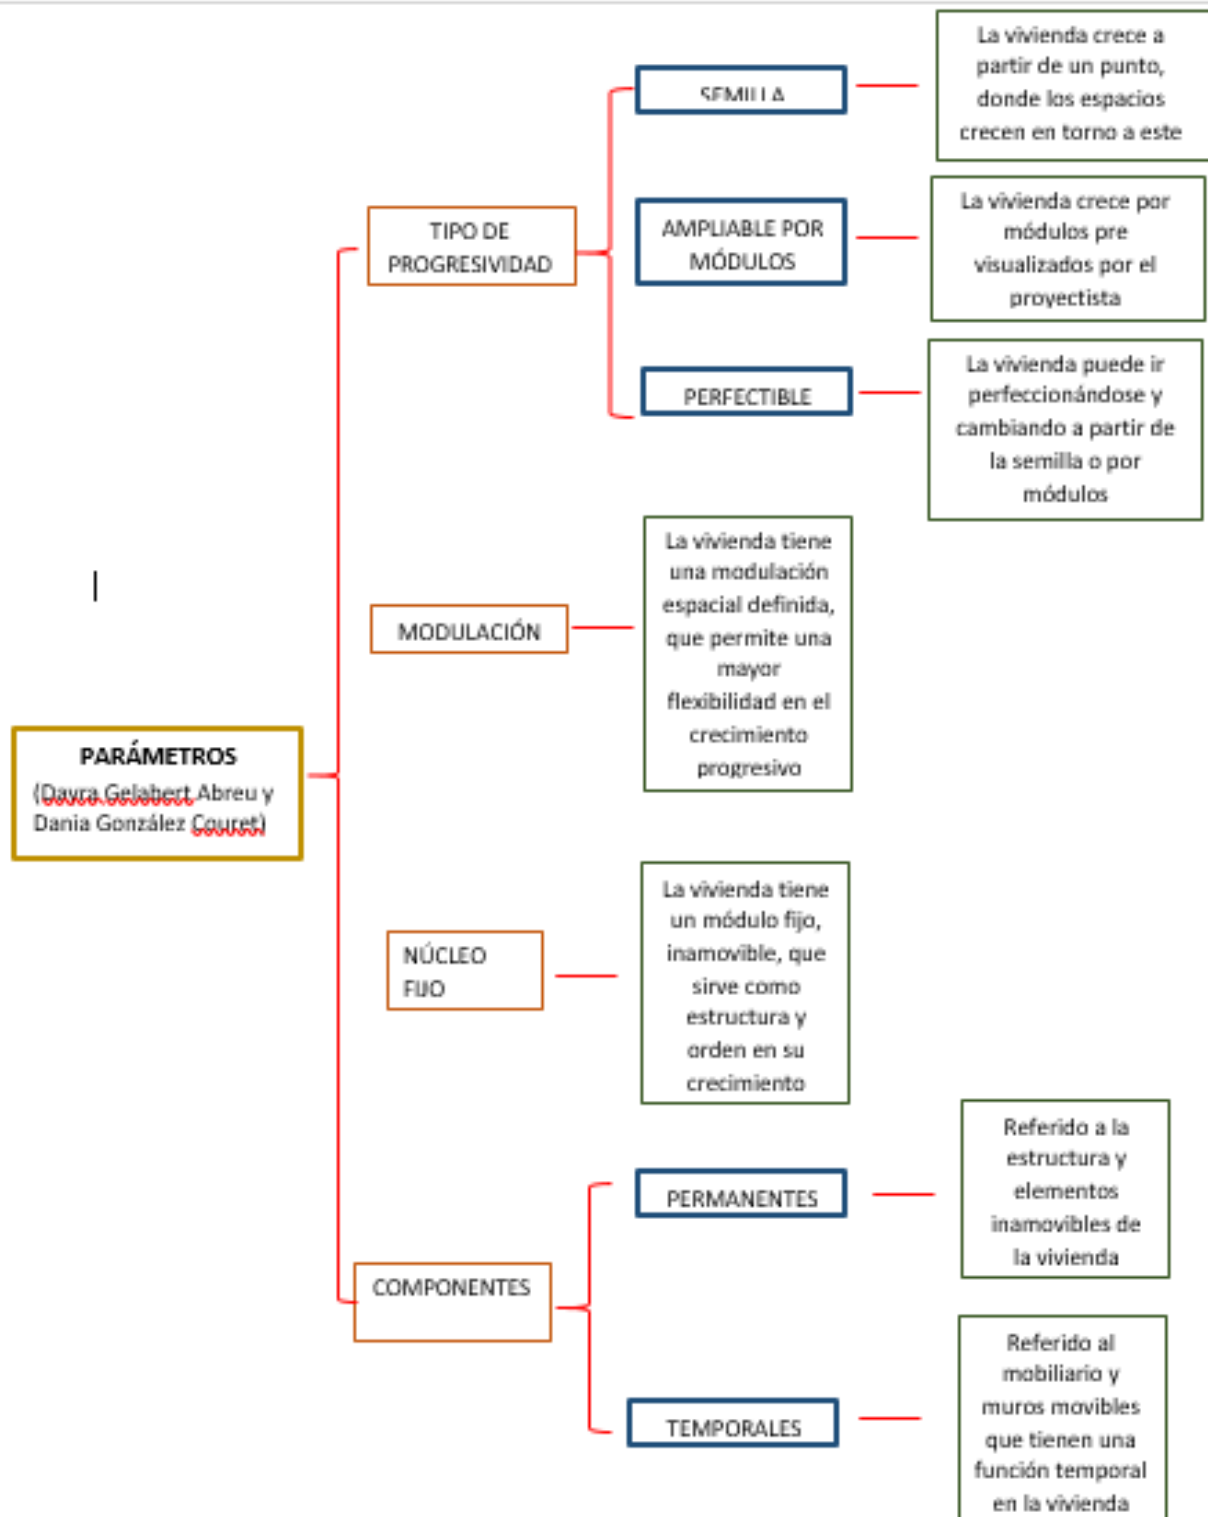 PARÁMETROS
(Dayra Gelabert Abreu y
Dania González Couret)
TIPO DE
PROGRESIVIDAD
SEMILLA
La vivienda crece a
partir de un punto,
donde los espacios
crecen en torno a este
AMPLIABLE POR
MÓDULOS
La vivienda crece por
módulos pre
visualizados por el
proyectista
PERFECTIBLE
La vivienda puede ir
perfeccionándose y
cambiando a partir de
la semilla o por
módulos
MODULACIÓN
La vivienda tiene
una modulación
espacial definida,
que permite una
mayor
flexibilidad en el
crecimiento
progresivo
NÚCLEO
FIJO
La vivienda tiene
un módulo fijo,
inamovible, que
sirve como
estructura y
orden en su
crecimiento
COMPONENTES
PERMANENTES
Referido a la
estructura y
elementos
inamovibles de
la vivienda
TEMPORALES
Referido al
mobiliario y
muros movibles
que tienen una
función temporal
en la vivienda